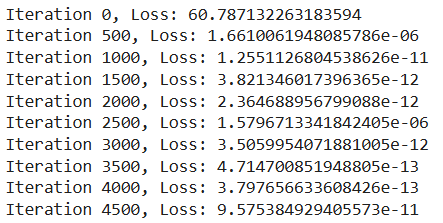 Iteration 0, Loss: 60.787132263183594
Iteration 500, Loss: 1.6610061948085786e-06
Iteration 1000, Loss: 1.2551126804538626e-11
Iteration 1500, Loss: 3.821346017396365e-12
Iteration 2000, Loss: 2.364688956799088e-12
Iteration 2500, Loss: 1.5796713341842405e-06
Iteration 3000, Loss: 3.5059954071881005e-12
Iteration 3500, Loss: 4.714700851948805e-13
Iteration 4000, Loss: 3.797656633608426e-13
Iteration 4500, Loss: 9.575384929405573e-11